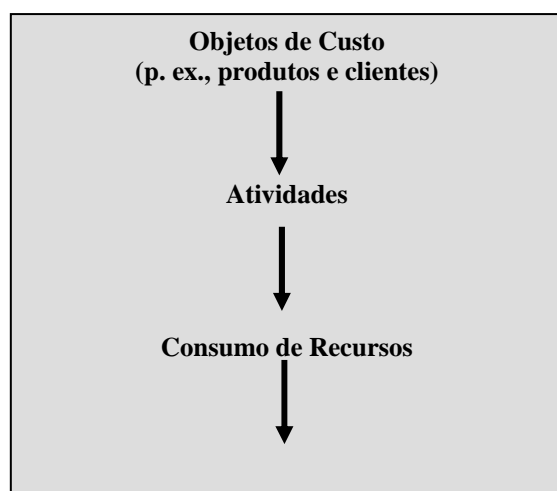 Objetos de Custo
(p. ex., produtos e clientes)
Atividades
Consumo de Recursos